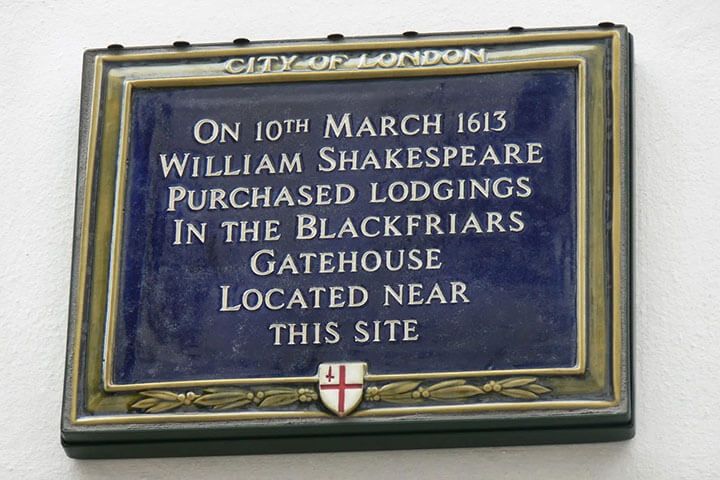 CITY OF LONDON
ON 10TH MARCH 1613
WILLIAM SHAKESPEARE
PURCHASED LODGINGS
IN THE BLACKFRIARS
GATEHOUSE
LOCATED NEAR
THIS SITE